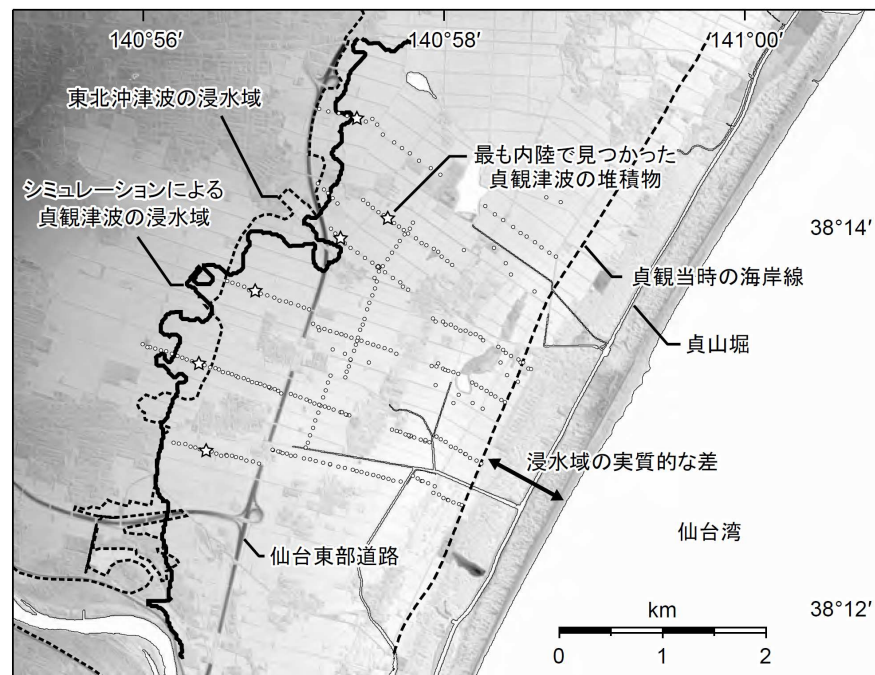 140°56′
140°58′
141°00′
東北沖津波の浸水域
最も内陸で見つかった
貞観津波の堆積物
シミュレーションによる
貞観津波の浸水域
38°14′
貞観当時の海岸線
貞山堀
浸水域の実質的な差
仙台湾
仙台東部道路
38°12′
km
0 1 2